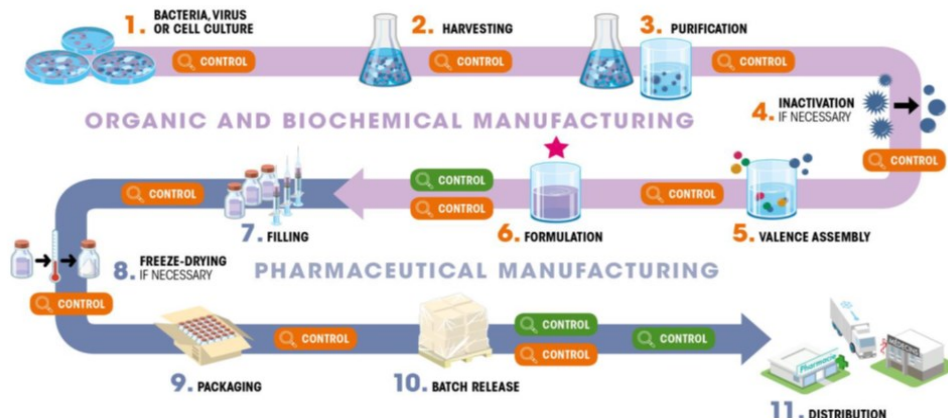 1. BACTERIA, VIRUS
OR CELL CULTURE
CONTROL
2. HARVESTING
CONTROL
3. PURIFICATION
CONTROL
4. INACTIVATION
IF NECESSARY
CONTROL
ORGANIC AND BIOCHEMICAL MANUFACTURING
5. VALENCE ASSEMBLY
CONTROL
6. FORMULATION
CONTROL
CONTROL
7. FILLING
CONTROL
8. FREEZE-DRYING
IF NECESSARY
CONTROL
PHARMACEUTICAL MANUFACTURING
9. PACKAGING
CONTROL
10. BATCH RELEASE
CONTROL
CONTROL
CONTROL
Pharmacie
11. DISTRIBUTION